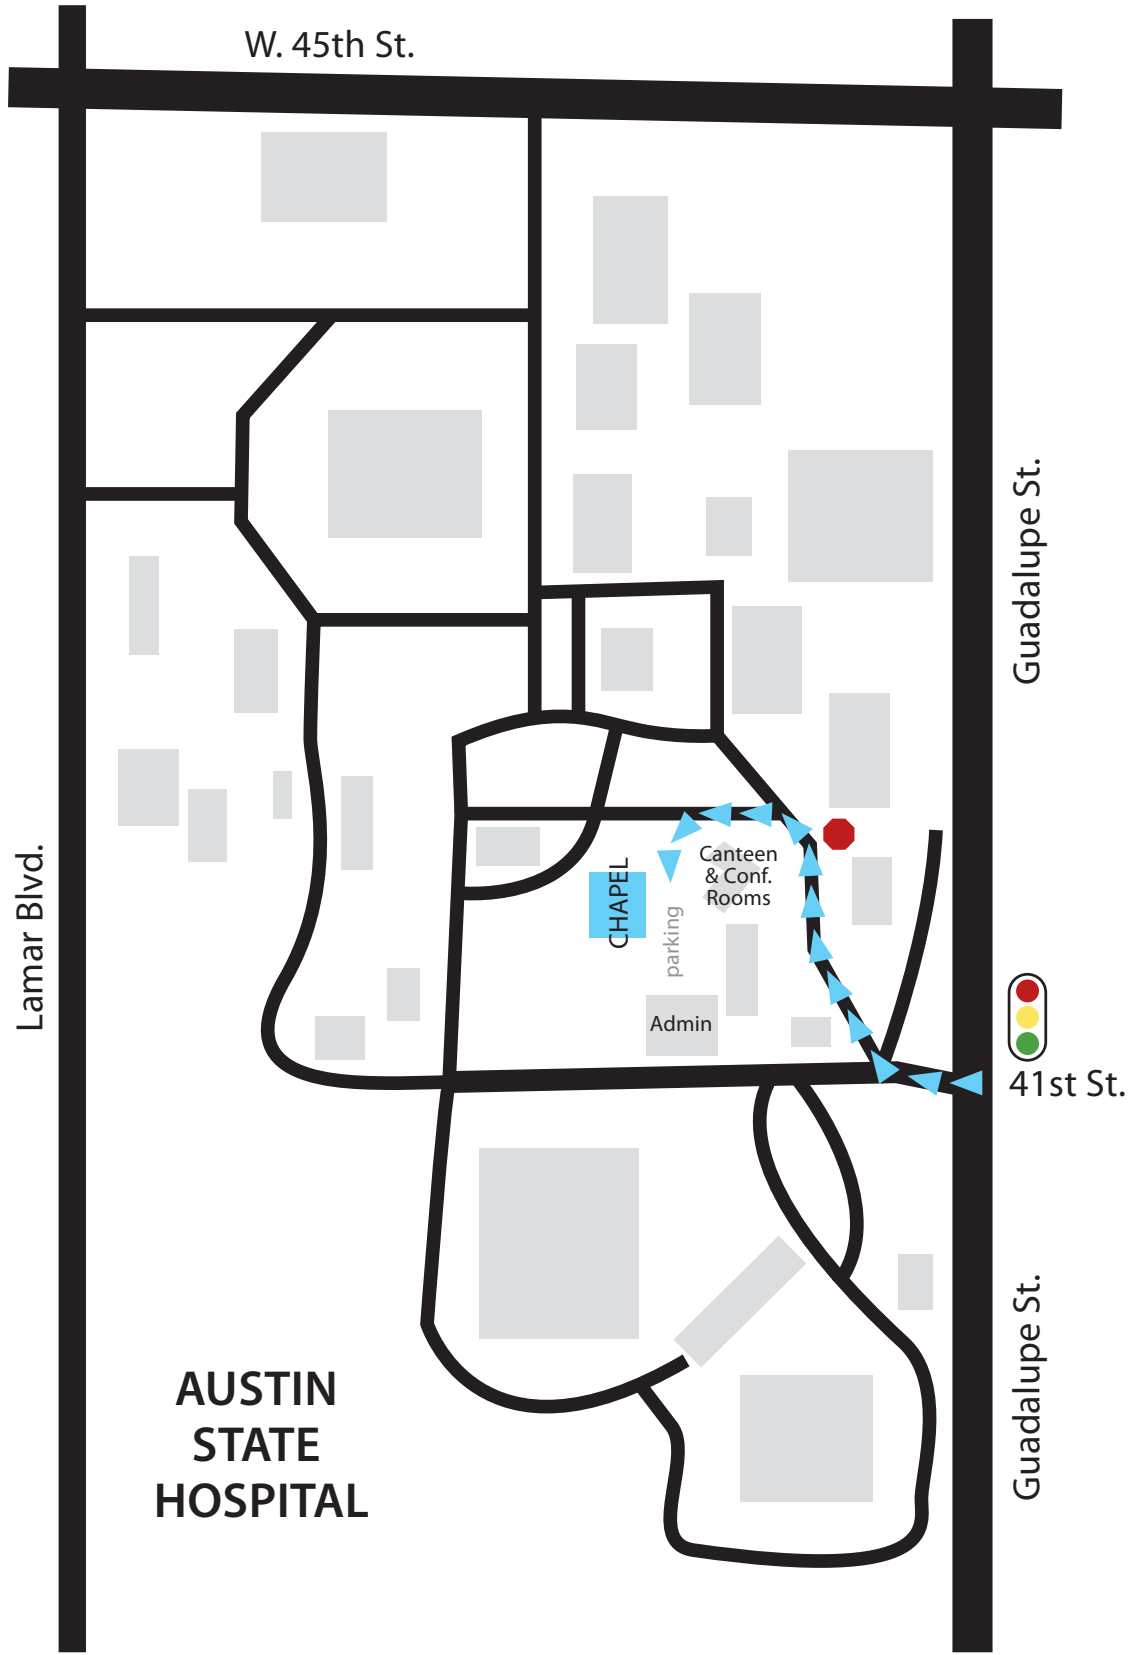 W. 45th St.
Guadalupe St.
Lamar Blvd.
Canteen
& Conf.
Rooms
CHAPEL
parking
Admin
41st St.
Guadalupe St.
AUSTIN
STATE
HOSPITAL